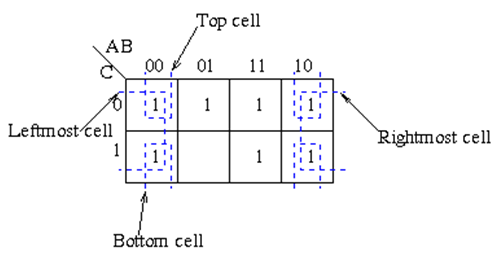 Top cell
AB
C
00 01 11 10
0 1 1 1 1
Leftmost cell
Rightmost cell
1 1 1 1
Bottom cell